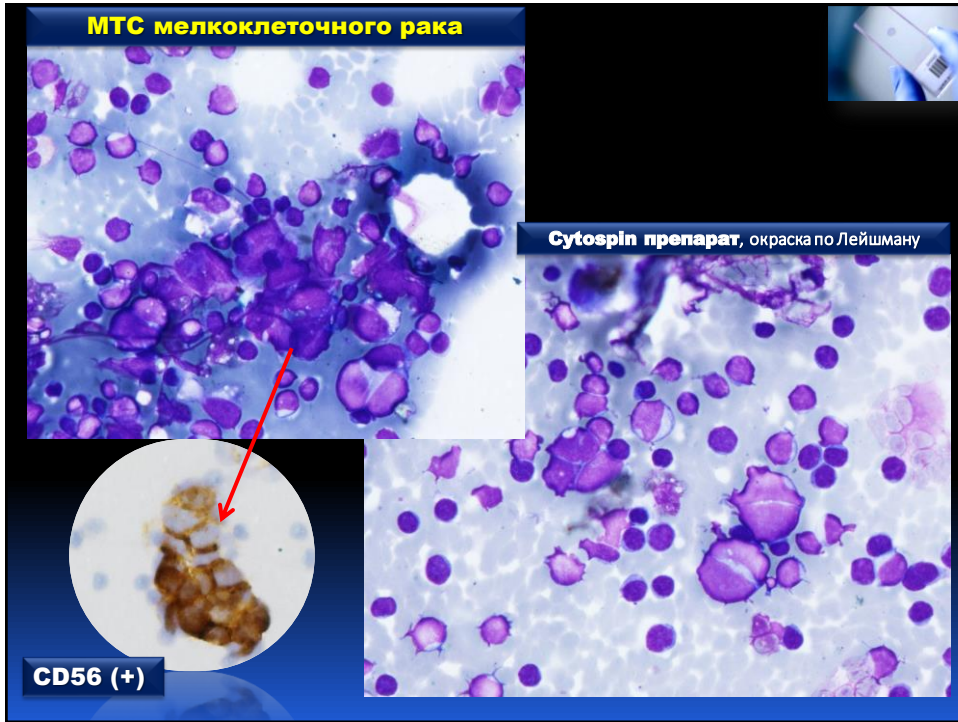 МТС мелкоклеточного рака
Cytospin препарат, окраска по Лейшману
CD56 (+)